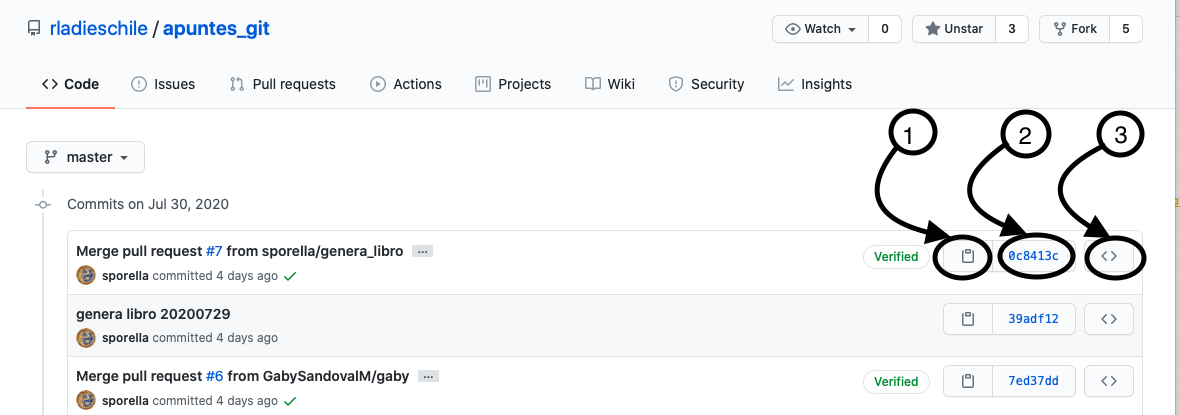 rladieschile / apuntes_git Watch 0 Unstar 3 Fork 5
Code Issues Pull requests Actions Projects Wiki Security Insights
1 2 3
master
Commits on Jul 30, 2020
Merge pull request #7 from sporella/genera_libro ...
Verified 0c8413c <>
sporella committed 4 days ago
genera libro 20200729
39adf12 <>
sporella committed 4 days ago
Merge pull request #6 from GabySandovalM/gaby ...
Verified 7ed37dd <>
sporella committed 4 days ago